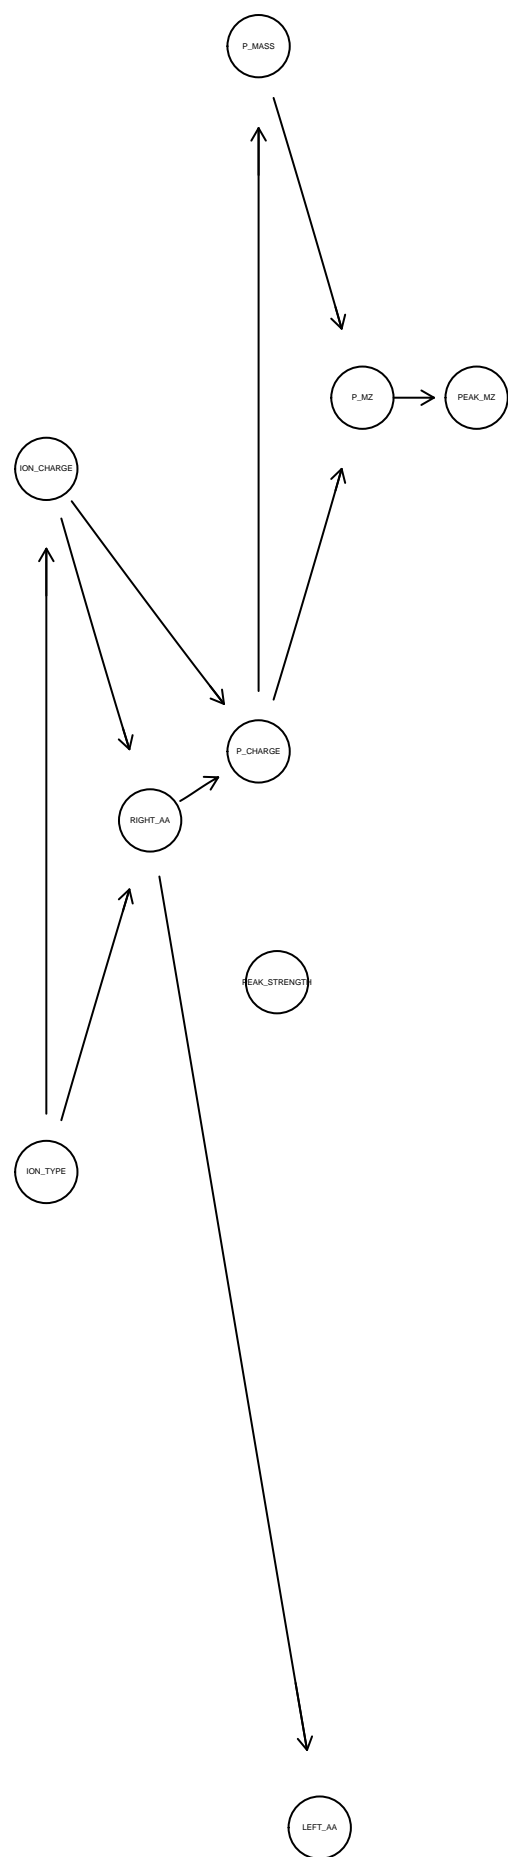 P_MASS
P_MZ
PEAK_MZ
ION_CHARGE
P_CHARGE
RIGHT_AA
PEAK_STRENGTH
ION_TYPE
LEFT_AA